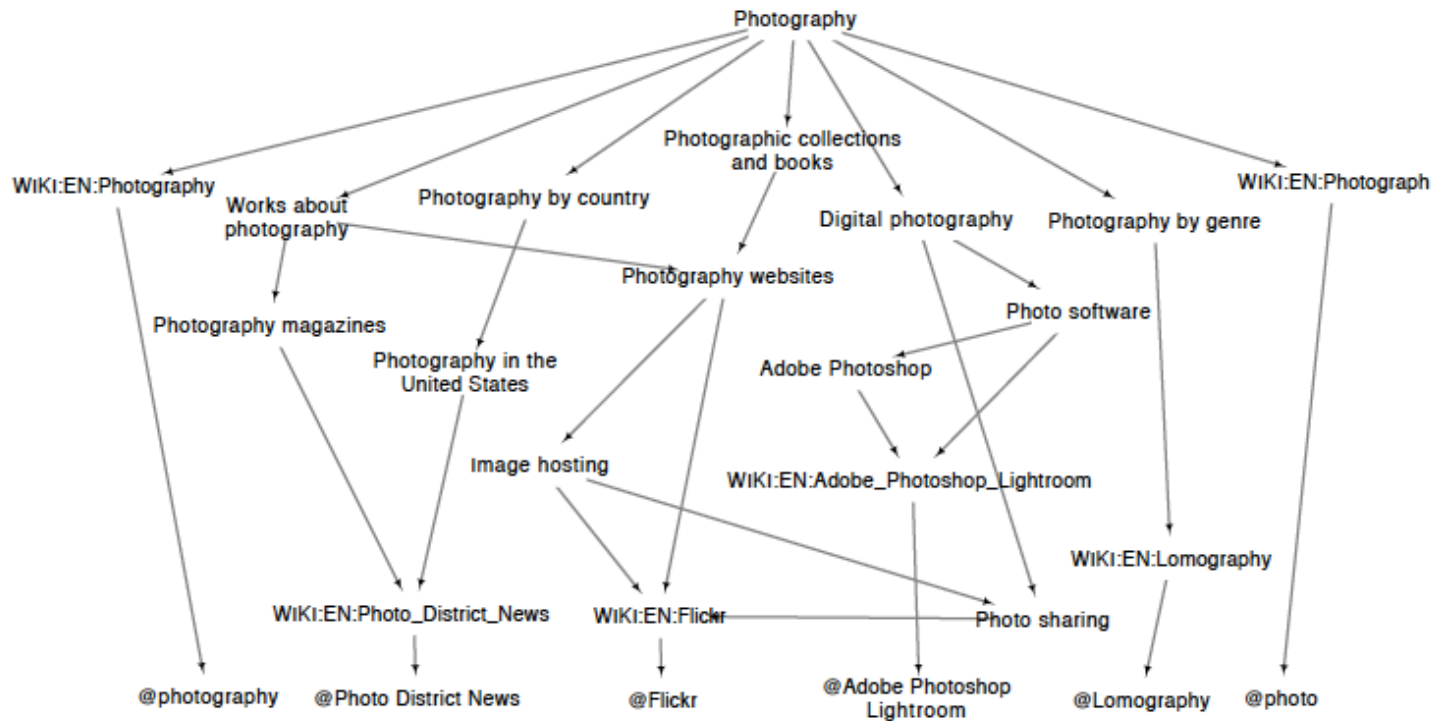 Photography
Photographic collections
and books
WIKI:EN:Photography
WIKI:EN:Photograph
Works about
photography
Photography by country
Digital photography
Photography by genre
Photography websites
Photo software
Photography magazines
Photography in the
United States
Adobe Photoshop
Image hosting
WIKI:EN:Adobe_Photoshop_Lightroom
WIKI:EN:Lomography
WIKI:EN:Photo_District_News
WIKI:EN:Flickr
Photo sharing
@photography
@Photo District News
@Flickr
@Adobe Photoshop
Lightroom
@Lomography
@photo